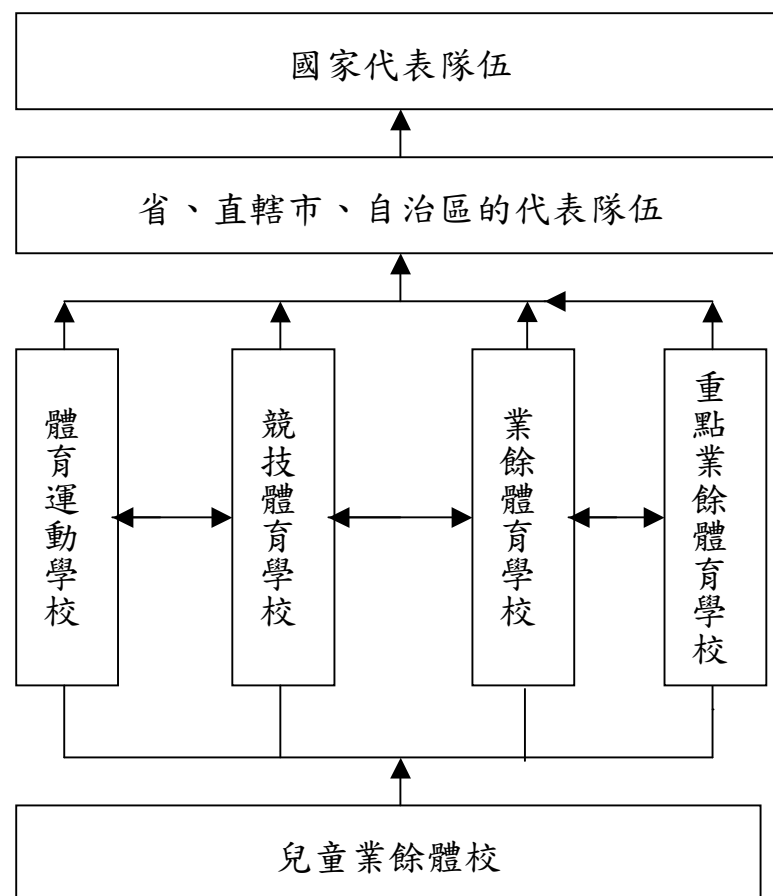 國家代表隊伍
省、直轄市、自治區的代表隊伍
體育運動學校
競技體育學校
業餘體育學校
重點業餘體育學校
兒童業餘體校